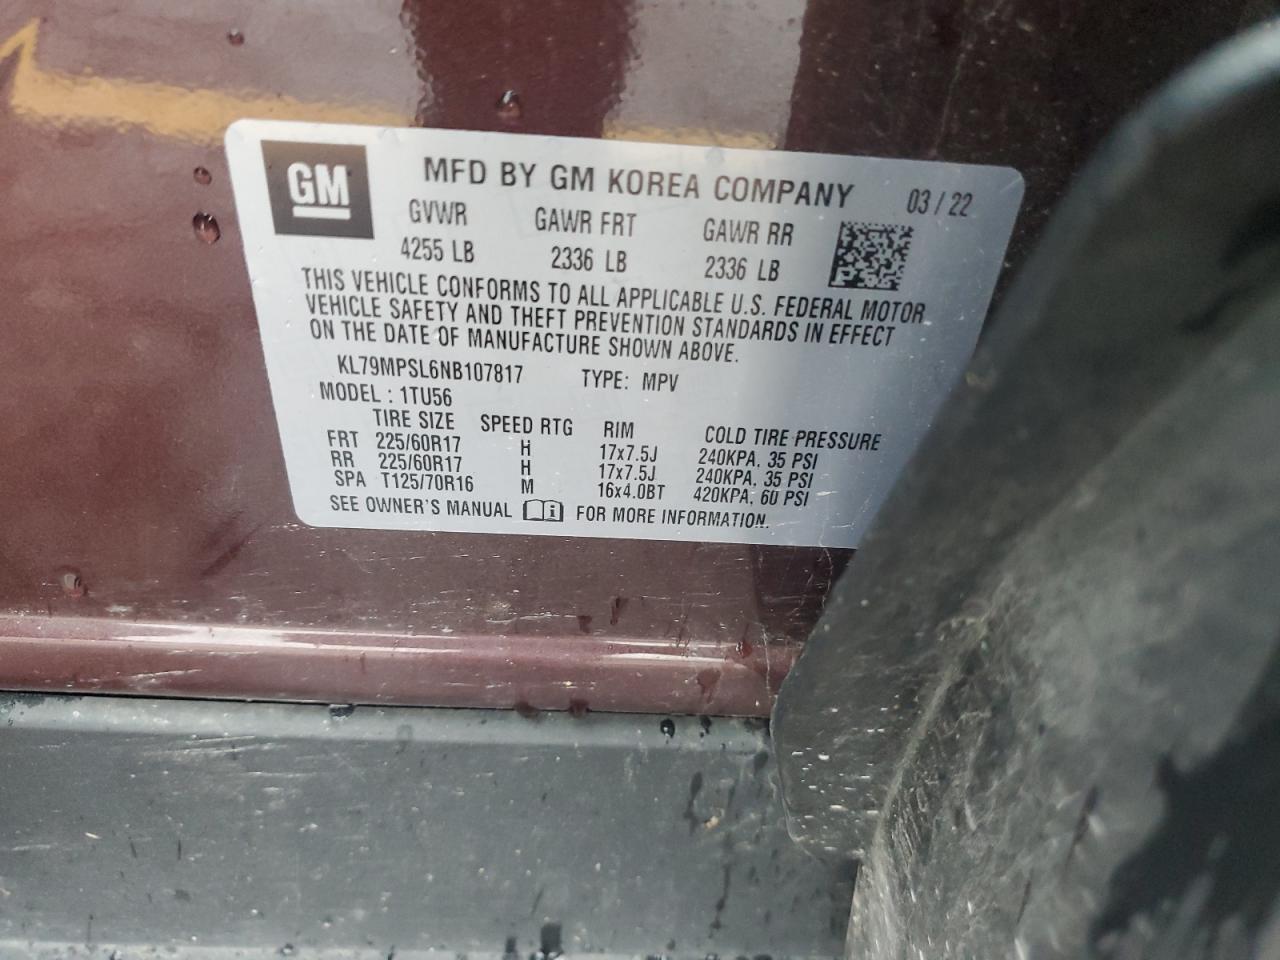 GM
MFD BY GM KOREA COMPANY 03 / 22
GVWR GAWR FRT GAWR RR
4255 LB 2336 LB 2336 LB
THIS VEHICLE CONFORMS TO ALL APPLICABLE U.S. FEDERAL MOTOR
VEHICLE SAFETY AND THEFT PREVENTION STANDARDS IN EFFECT
ON THE DATE OF MANUFACTURE SHOWN ABOVE.
KL79MPSL6NB107817 TYPE: MPV
MODEL : 1TU56
TIRE SIZE SPEED RTG RIM COLD TIRE PRESSURE
FRT 225/60R17 H 17x7.5J 240KPA, 35 PSI
RR 225/60R17 H 17x7.5J 240KPA, 35 PSI
SPA T125/70R16 M 16x4.0BT 420KPA, 60 PSI
SEE OWNER'S MANUAL FOR MORE INFORMATION.